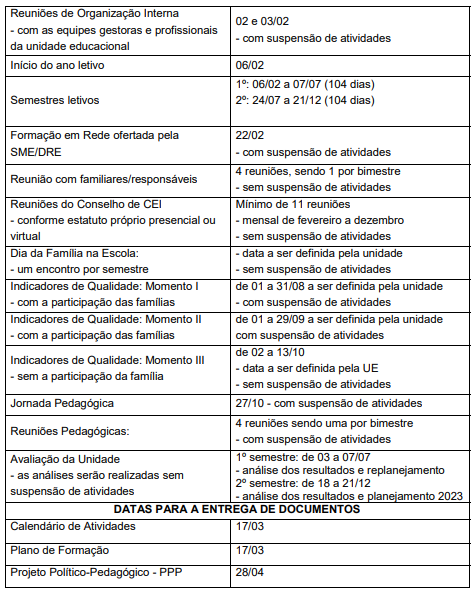 Reuniões de Organização Interna
- com as equipes gestoras e profissionais
da unidade educacional
02 e 03/02
- com suspensão de atividades
Início do ano letivo
06/02
Semestres letivos
1º: 06/02 a 07/07 (104 dias)
2º: 24/07 a 21/12 (104 dias)
Formação em Rede ofertada pela
SME/DRE
22/02
- com suspensão de atividades
Reunião com familiares/responsáveis
4 reuniões, sendo 1 por bimestre
- sem suspensão de atividades
Reuniões do Conselho de CEI
- conforme estatuto próprio presencial ou
virtual
Mínimo de 11 reuniões
- mensal de fevereiro a dezembro
- sem suspensão de atividades
Dia da Família na Escola:
- um encontro por semestre
- data a ser definida pela unidade
- sem suspensão de atividades
Indicadores de Qualidade: Momento I
- com a participação das famílias
de 01 a 31/08 a ser definida pela unidade
- com suspensão de atividades
Indicadores de Qualidade: Momento II
- com a participação das famílias
de 01 a 29/09 a ser definida pela unidade
com suspensão de atividades
Indicadores de Qualidade: Momento III
- sem a participação da família
de 02 a 13/10
- data a ser definida pela UE
- sem suspensão de atividades
Jornada Pedagógica
27/10 - com suspensão de atividades
Reuniões Pedagógicas:
4 reuniões sendo uma por bimestre
- com suspensão de atividades
Avaliação da Unidade
- as análises serão realizadas sem
suspensão de atividades
1º semestre: de 03 a 07/07
- análise dos resultados e replanejamento
2º semestre: de 18 a 21/12
- análise dos resultados e planejamento 2023
DATAS PARA A ENTREGA DE DOCUMENTOS
Calendário de Atividades
17/03
Plano de Formação
17/03
Projeto Político-Pedagógico - PPP
28/04